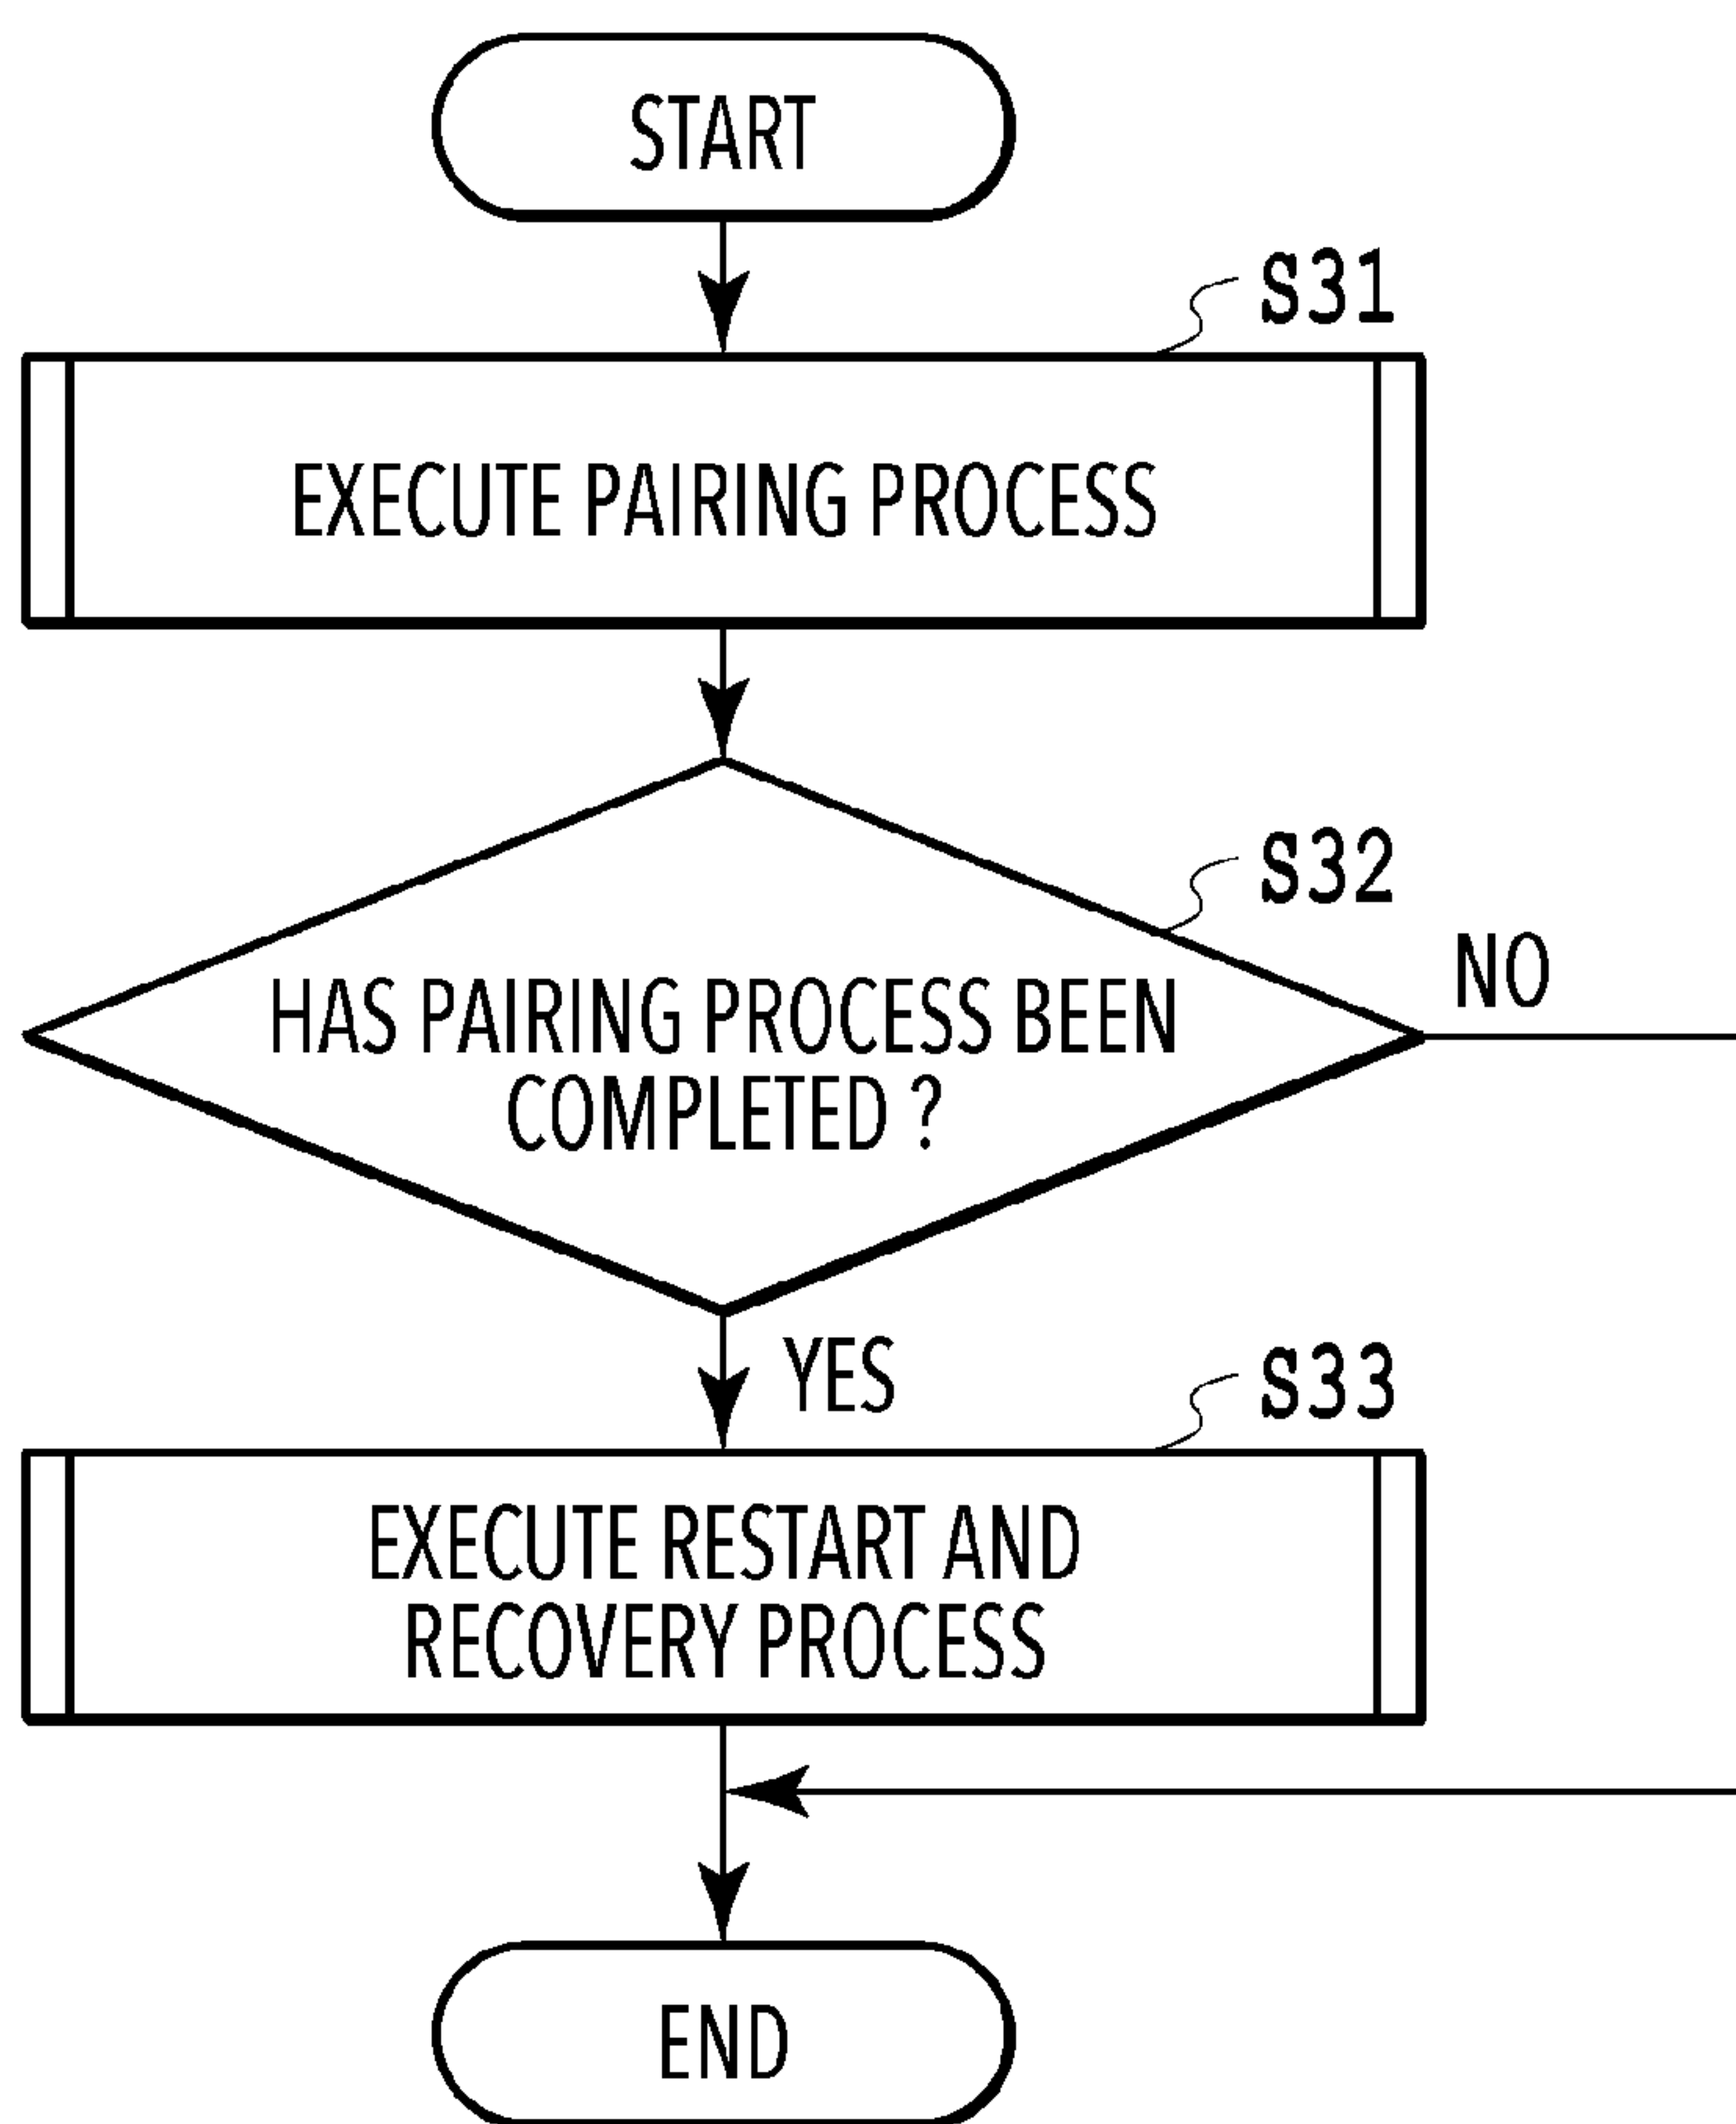 START
S31
EXECUTE PAIRING PROCESS
S32
NO
HAS PAIRING PROCESS BEEN
COMPLETED ?
YES
S33
EXECUTE RESTART AND
RECOVERY PROCESS
END